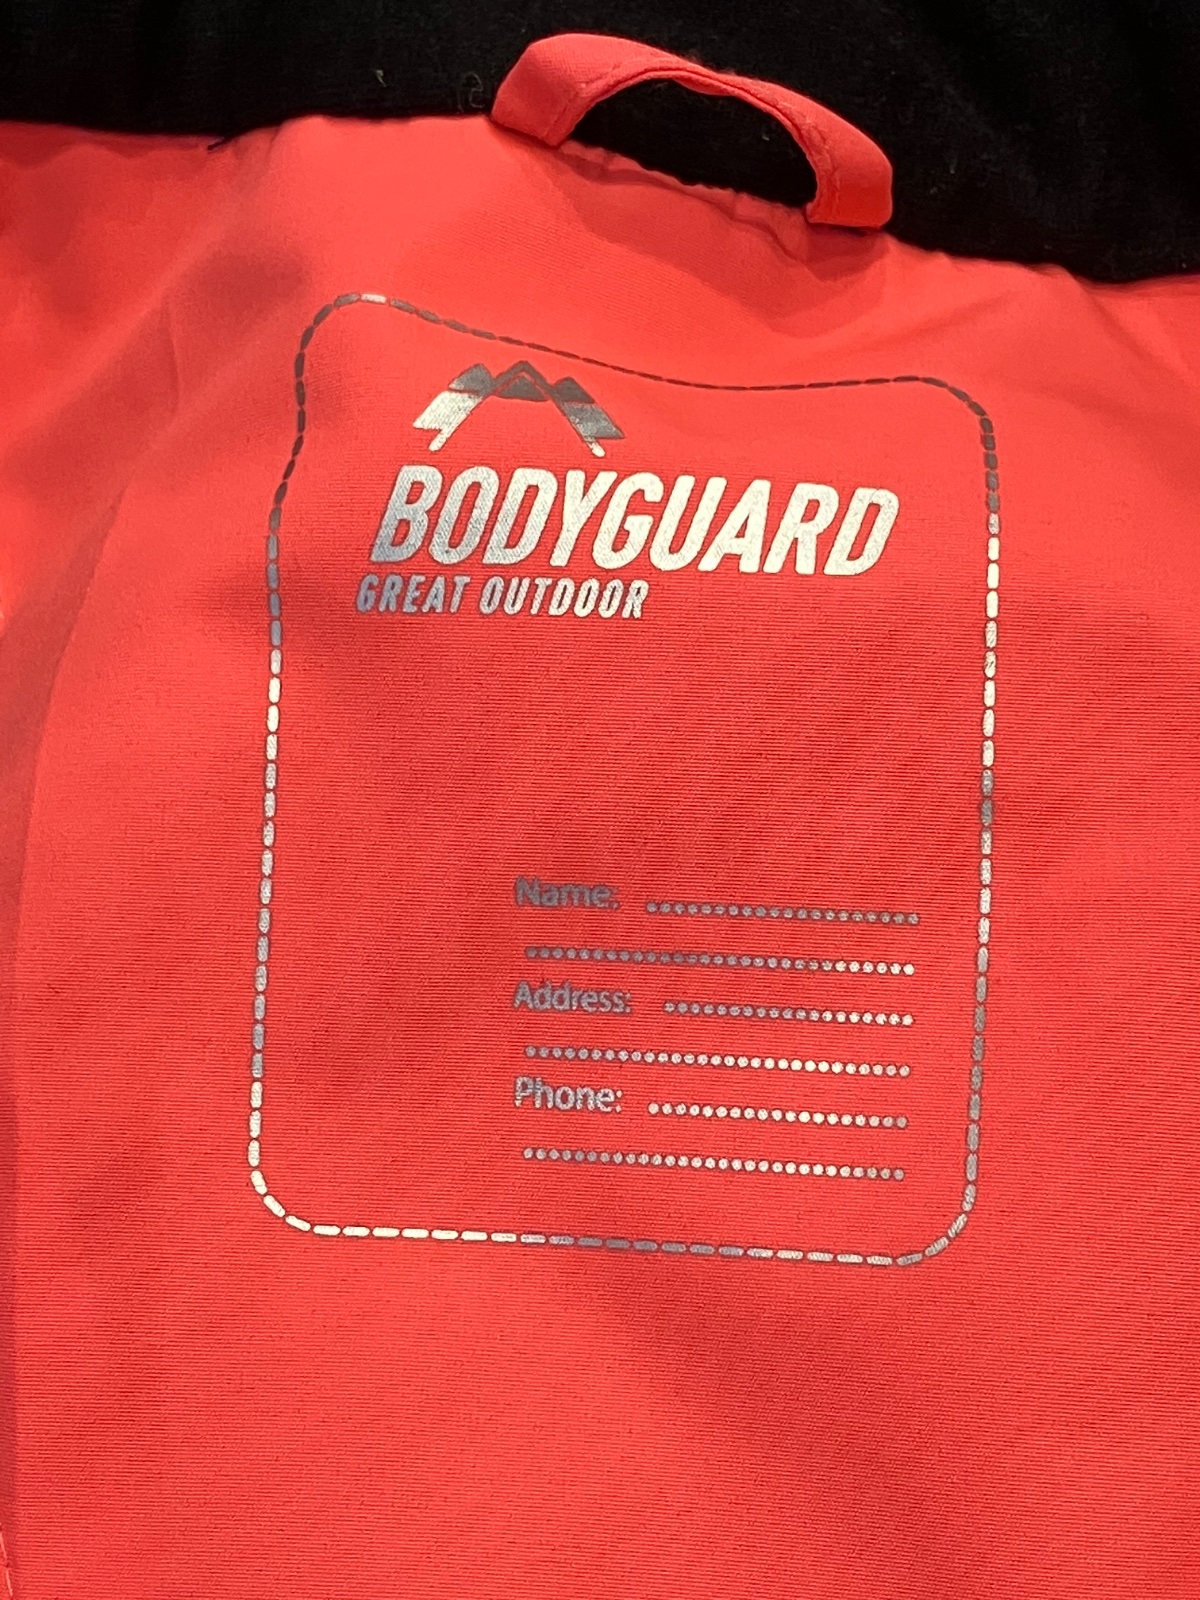 BODYGUARD
GREAT OUTDOOR
Name:
Address:
Phone: